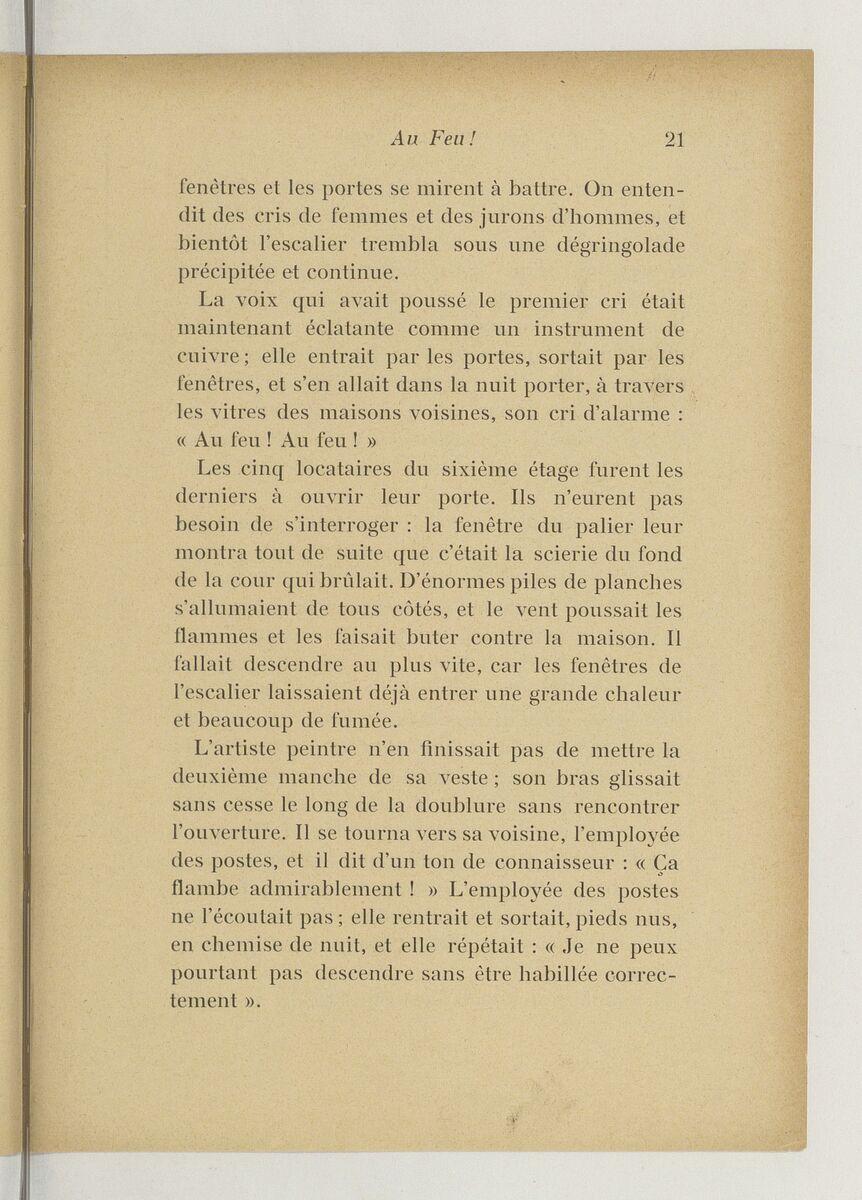 Au Feu ! 21
fenêtres et les portes se mirent à battre. On enten-
dit des cris de femmes et des jurons d'hommes, et
bientôt l'escalier trembla sous une dégringolade
précipitée et continue.
La voix qui avait poussé le premier cri était
maintenant éclatante comme un instrument de
cuivre ; elle entrait par les portes, sortait par les
fenêtres, et s'en allait dans la nuit porter, à travers
les vitres des maisons voisines, son cri d'alarme :
« Au feu ! Au feu ! »
Les cinq locataires du sixième étage furent les
derniers à ouvrir leur porte. Ils n'eurent pas
besoin de s'interroger : la fenêtre du palier leur
montra tout de suite que c'était la scierie du fond
de la cour qui brûlait. D'énormes piles de planches
s'allumaient de tous côtés, et le vent poussait les
flammes et les faisait buter contre la maison. Il
fallait descendre au plus vite, car les fenêtres de
l'escalier laissaient déjà entrer une grande chaleur
et beaucoup de fumée.
L'artiste peintre n'en finissait pas de mettre la
deuxième manche de sa veste ; son bras glissait
sans cesse le long de la doublure sans rencontrer
l'ouverture. Il se tourna vers sa voisine, l'employée
des postes, et il dit d'un ton de connaisseur : « Ça
flambe admirablement ! » L'employée des postes
ne l'écoutait pas ; elle rentrait et sortait, pieds nus,
en chemise de nuit, et elle répétait : « Je ne peux
pourtant pas descendre sans être habillée correc-
tement ».